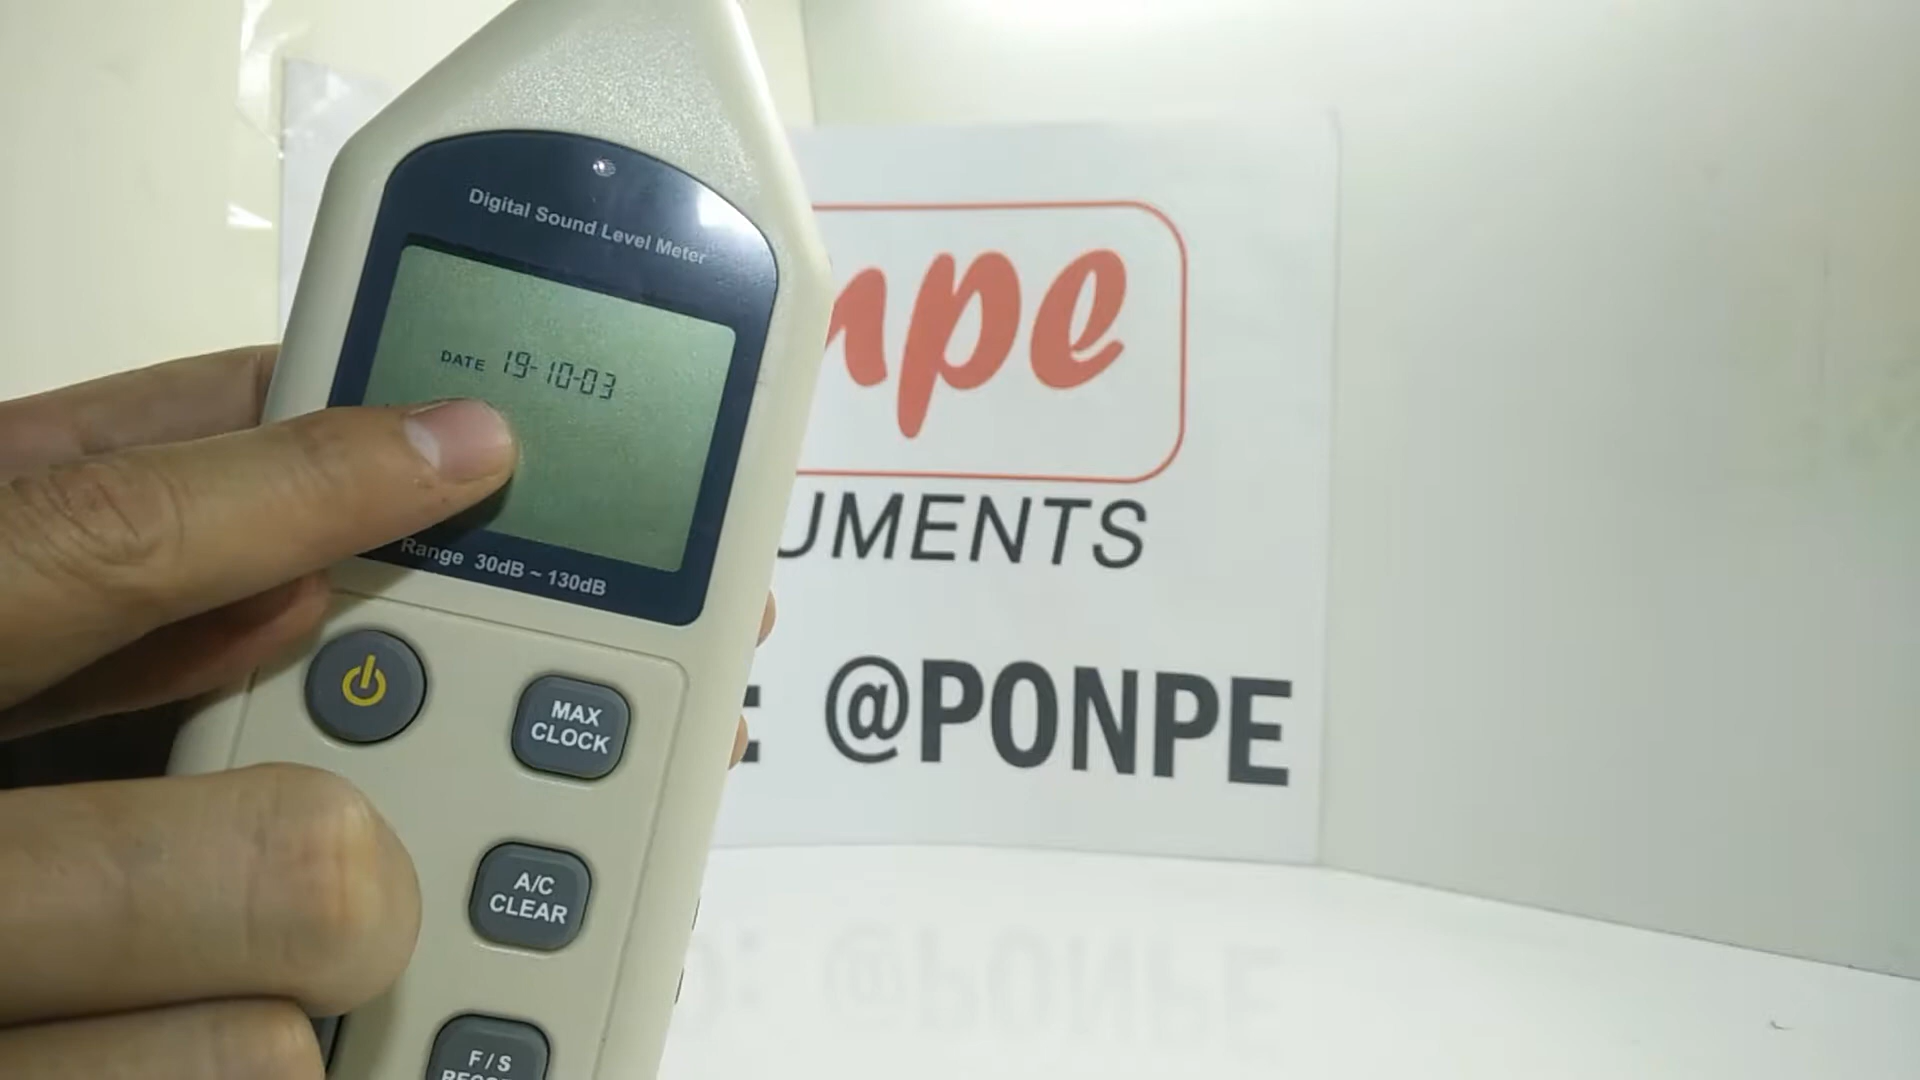 Digital Sound Level Meter
DATE 19-10-03
Range 30dB ~ 130dB
MAX
CLOCK
A/C
CLEAR
F/S
npe
UMENTS
: @PONPE